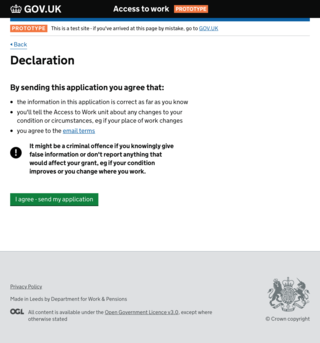 GOV.UK Access to work PROTOTYPE
PROTOTYPE This is a test site - if you've arrived at this page by mistake, go to GOV.UK
Back
Declaration
By sending this application you agree that:
• the information in this application is correct as far as you know
• you'll tell the Access to Work unit about any changes to your
condition or circumstances, eg if your place of work changes
• you agree to the email terms
! It might be a criminal offence if you knowingly give
false information or don't report anything that
would affect your grant, eg if your condition
improves or you change where you work.
I agree - send my application
Privacy Policy
Made in Leeds by Department for Work & Pensions
OGL All content is available under the Open Government Licence v3.0, except where
otherwise stated
© Crown copyright